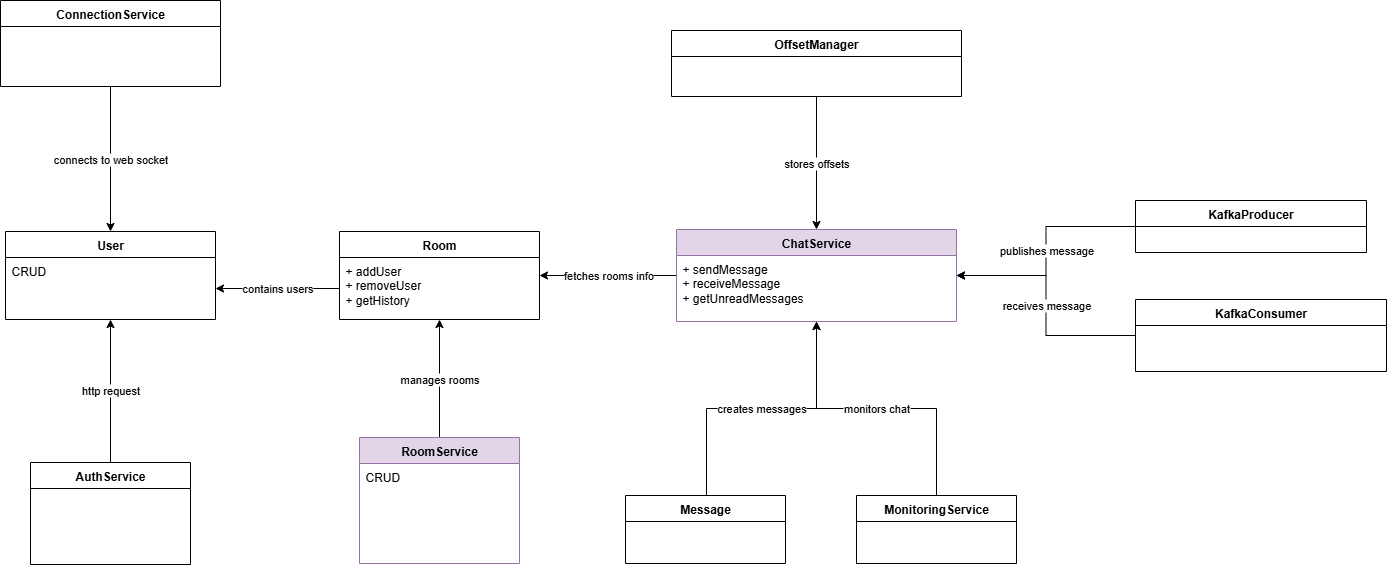 ConnectionService
OffsetManager
connects to web socket
stores offsets
KafkaProducer
User
CRUD
Room
+ addUser
+ removeUser
+ getHistory
ChatService
+ sendMessage
+ receiveMessage
+ getUnreadMessages
publishes message
fetches rooms info
contains users
receives message
KafkaConsumer
http request
manages rooms
creates messages
monitors chat
RoomService
CRUD
AuthService
Message
MonitoringService